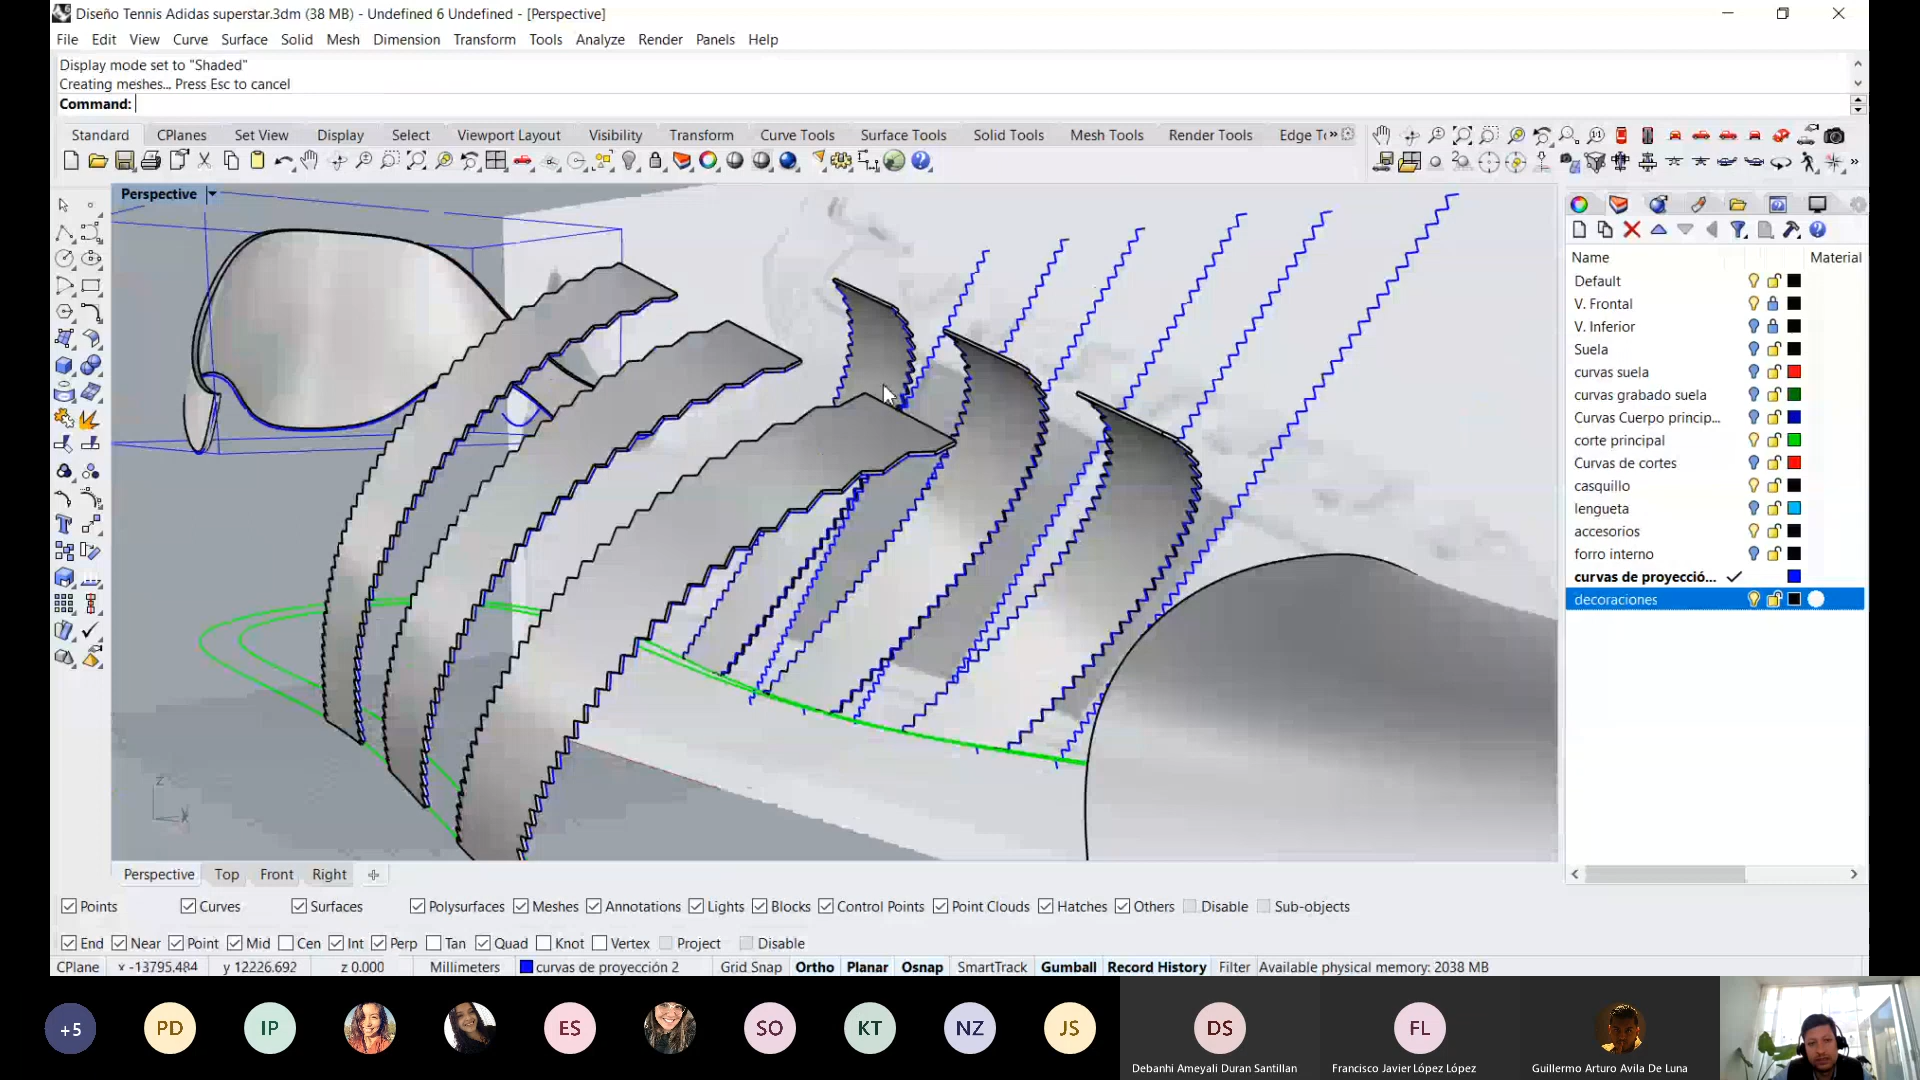 Diseño Tennis Adidas superstar.3dm (38 MB) - Undefined 6 Undefined - [Perspective]
File Edit View Curve Surface Solid Mesh Dimension Transform Tools Analyze Render Panels Help
Display mode set to "Shaded"
Creating meshes... Press Esc to cancel
Command:
Standard CPlanes Set View Display Select Viewport Layout Visibility Transform Curve Tools Surface Tools Solid Tools Mesh Tools Render Tools Edge To »
Perspective
Name Material
Default
V. Frontal
V. Inferior
Suela
curvas suela
curvas grabado suela
Curvas Cuerpo princip...
corte principal
Curvas de cortes
casquillo
lengueta
accesorios
forro interno
curvas de proyecció...
decoraciones
z
x
Perspective Top Front Right
Points Curves Surfaces Polysurfaces Meshes Annotations Lights Blocks Control Points Point Clouds Hatches Others Disable Sub-objects
End Near Point Mid Cen Int Perp Tan Quad Knot Vertex Project Disable
CPlane x -13795.484 y 12226.692 z 0.000 Millimeters curvas de proyección 2 Grid Snap Ortho Planar Osnap SmartTrack Gumball Record History Filter Available physical memory: 2038 MB
+5 PD IP ES SO KT NZ JS DS FL
Debanhi Ameyali Duran Santillan Francisco Javier López López Guillermo Arturo Avila De Luna